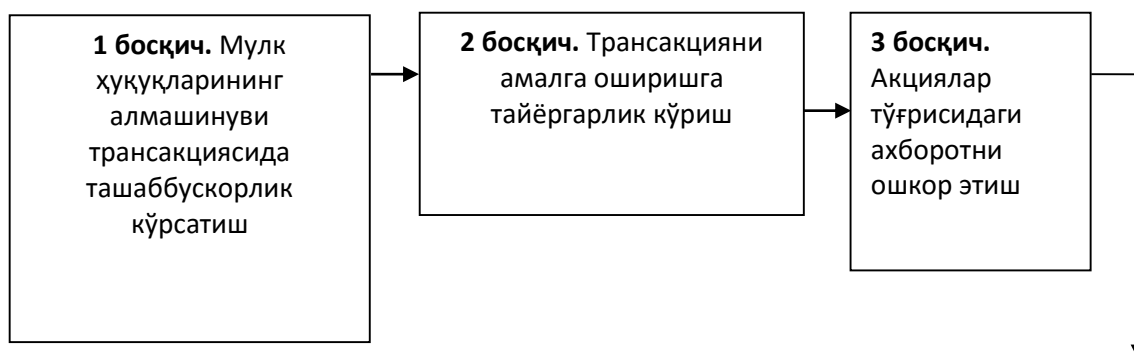 1 босқич. Мулк
ҳуқуқларининг
алмашинуви
трансакциясида
ташаббускорлик
кўрсатиш
2 босқич. Трансакцияни
амалга оширишга
тайёргарлик кўриш
3 босқич.
Акциялар
тўғрисидаги
ахборотни
ошкор этиш